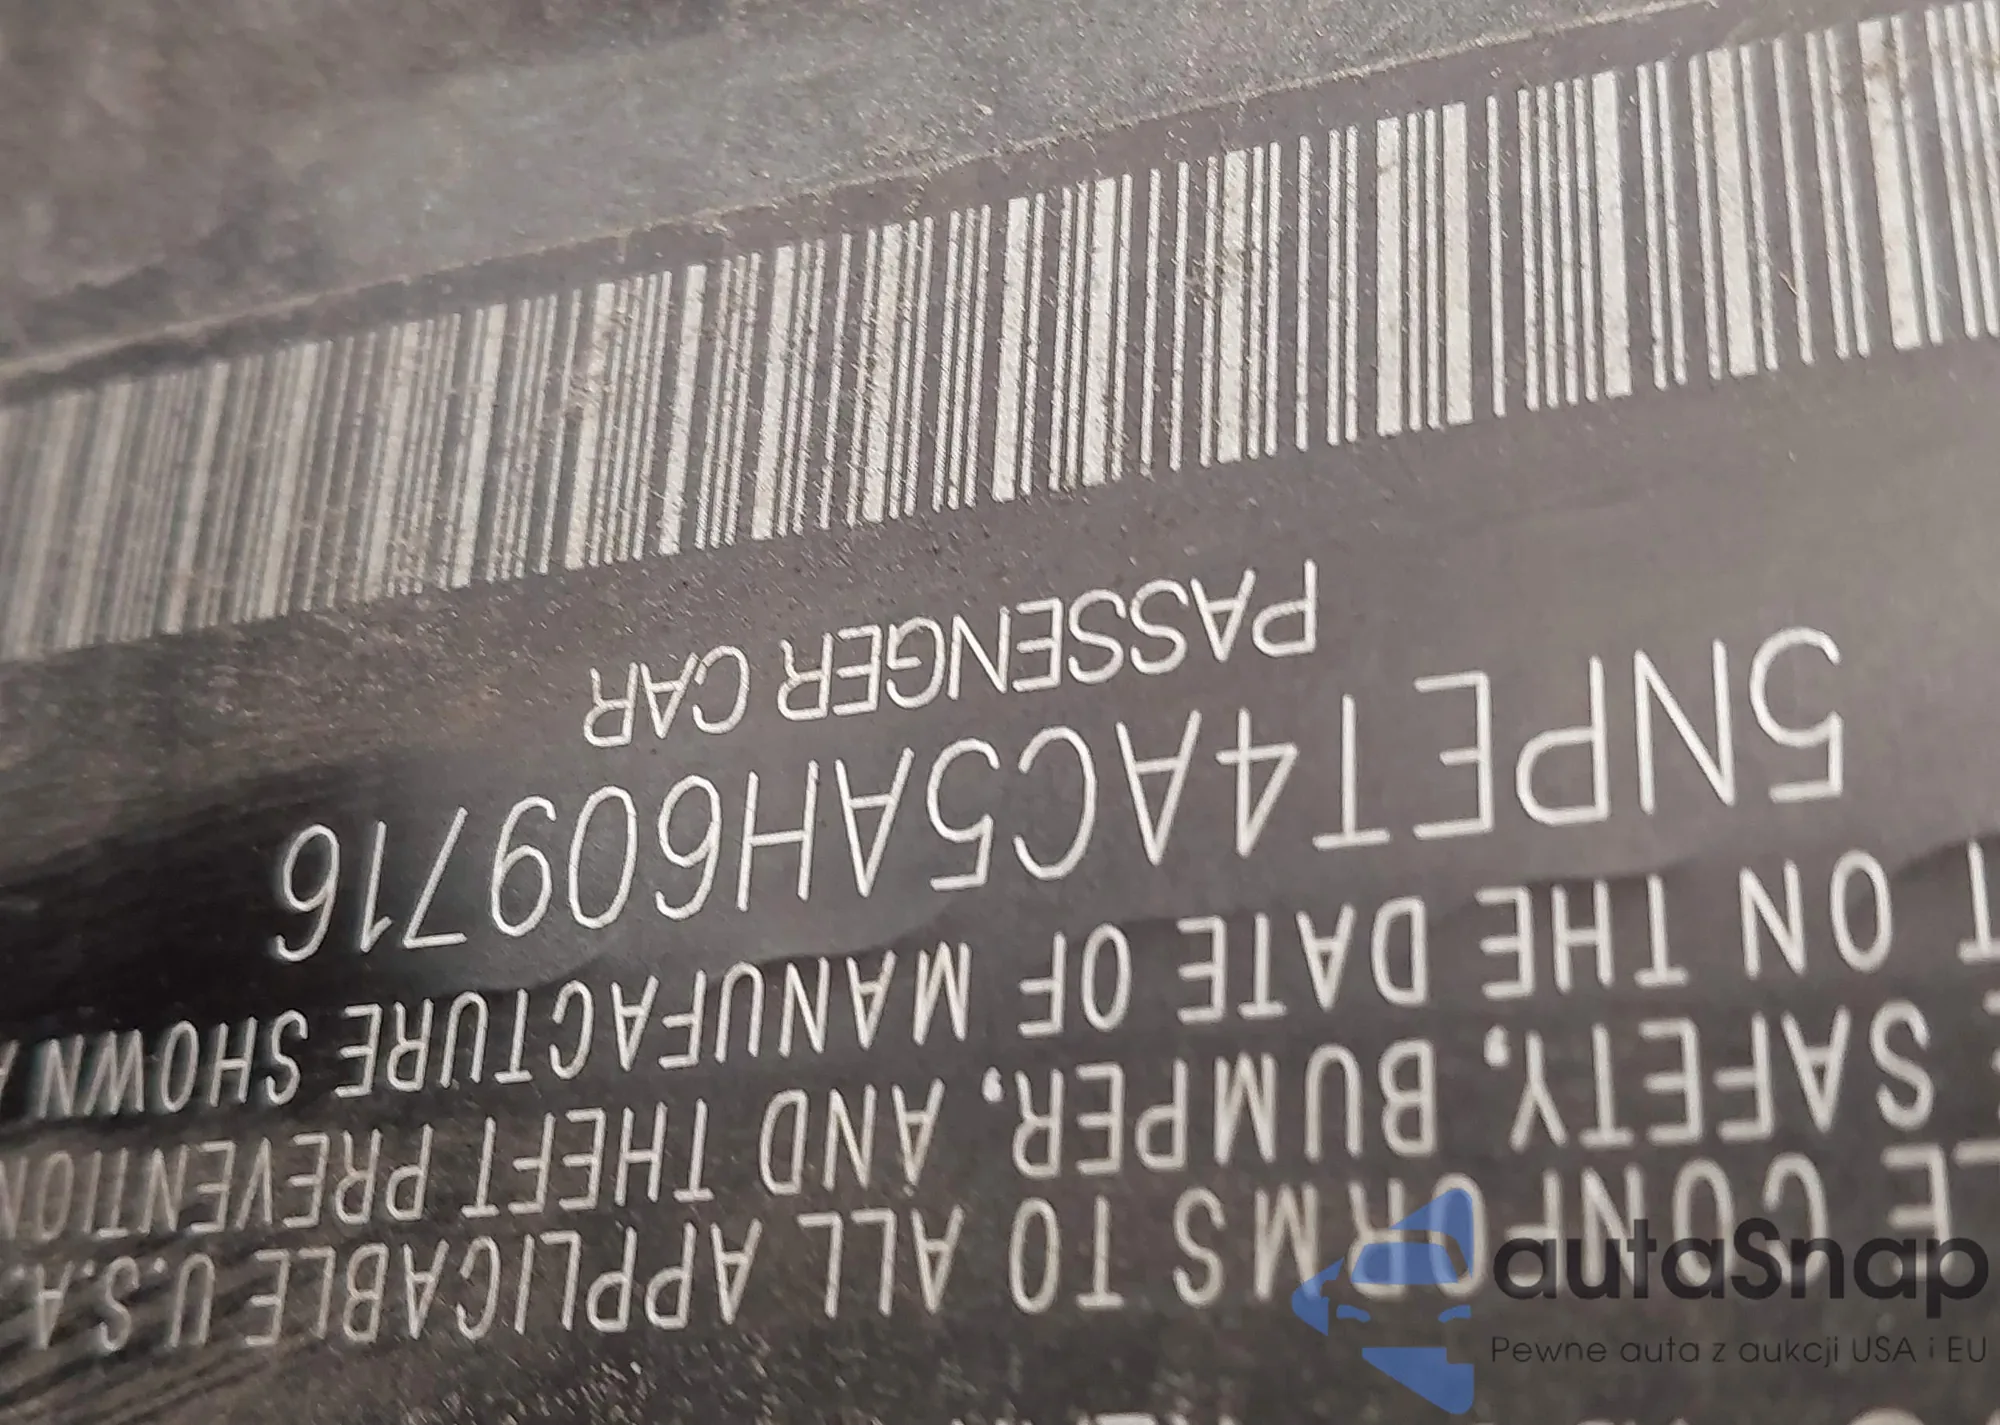 LE CONFORMS TO ALL APPLICABLE U.S.A.
SAFETY, BUMPER, AND THEFT PREVENTION
T ON THE DATE OF MANUFACTURE SHOWN A
5NPET4AC5AH609716
PASSENGER CAR
autaSnap
Pewne auta z aukcji USA i EU